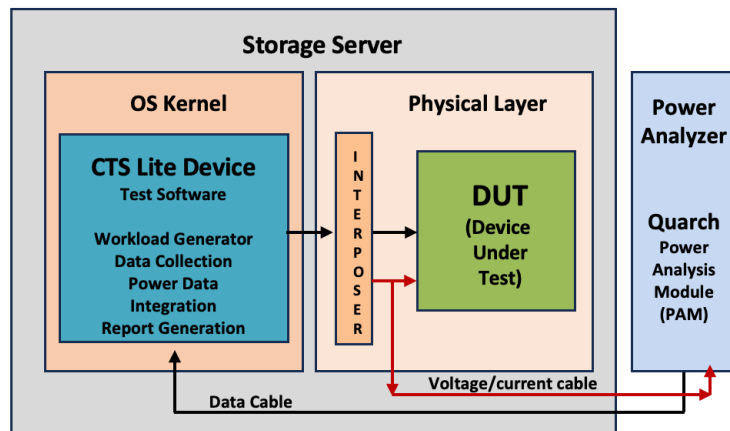 Storage Server
OS Kernel
CTS Lite Device
Test Software
Workload Generator
Data Collection
Power Data
Integration
Report Generation
Physical Layer
INTERPOSER
DUT
(Device
Under
Test)
Power
Analyzer
Quarch
Power
Analysis
Module
(PAM)
Voltage/current cable
Data Cable